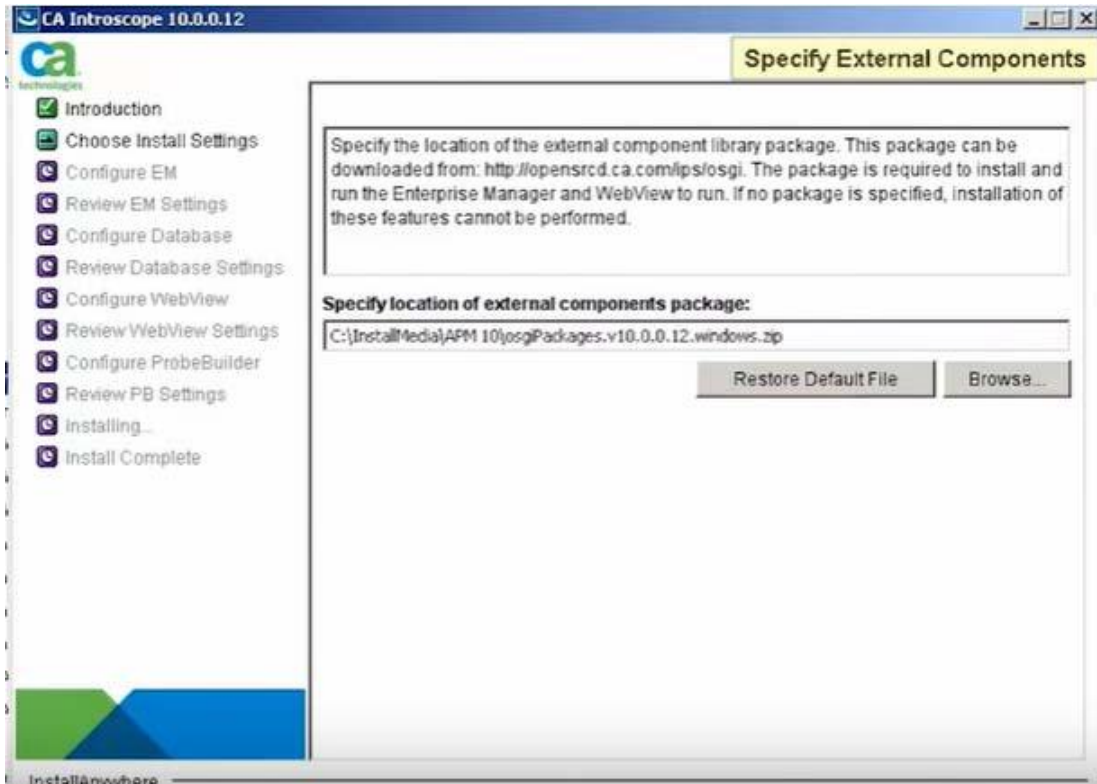 CA Introscope 10.0.0.12
ca
technologies
Specify External Components
Introduction
Choose Install Settings
Configure EM
Review EM Settings
Configure Database
Review Database Settings
Configure WebView
Review WebView Settings
Configure ProbeBuilder
Review PB Settings
Installing...
Install Complete
Specify the location of the external component library package. This package can be
downloaded from: http://opensrcd.ca.com/ips/osgi. The package is required to install and
run the Enterprise Manager and WebView to run. If no package is specified, installation of
these features cannot be performed.
Specify location of external components package:
C:\InstallMedia\APM 10\osgiPackages.v10.0.0.12.windows.zip
Restore Default File
Browse...
InstallAnywhere